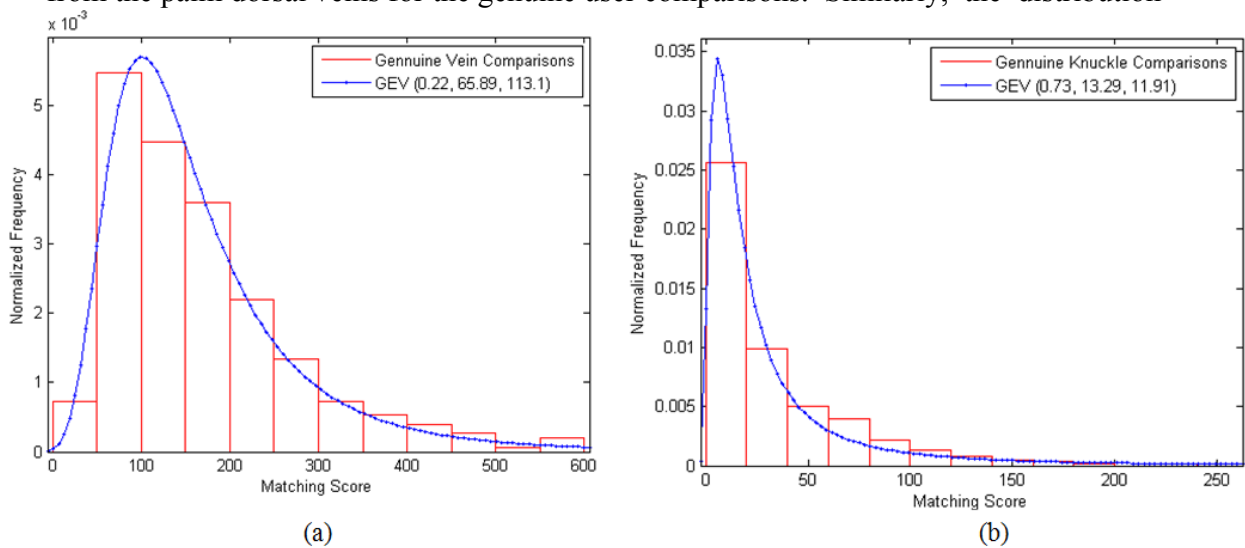 from the palm dorsal veins for the genuine user comparisons. Similarly, the distribution
x 10⁻³
Gennuine Vein Comparisons
GEV (0.22, 65.89, 113.1)
5
4
3
2
1
0
Normalized Frequency
0 100 200 300 400 500 600
Matching Score
(a)
Gennuine Knuckle Comparisons
GEV (0.73, 13.29, 11.91)
0.035
0.03
0.025
0.02
0.015
0.01
0.005
0
Normalized Frequency
0 50 100 150 200 250
Matching Score
(b)